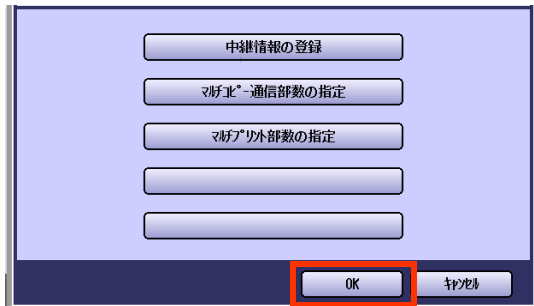 中継情報の登録
ﾏﾙﾁｺﾋﾟｰ通信部数の指定
ﾏﾙﾁﾌﾟﾘﾝﾄ部数の指定
OK ｷｬﾝｾﾙ